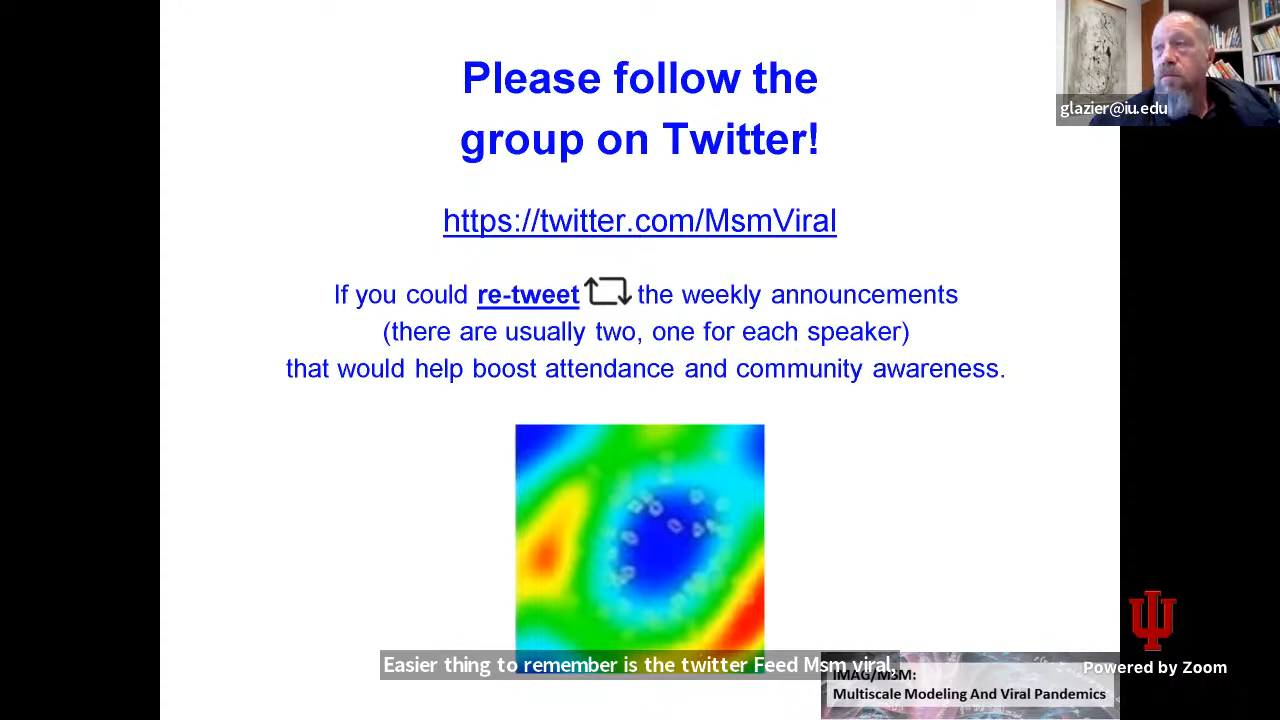 Please follow the
group on Twitter!
glazier@iu.edu
https://twitter.com/MsmViral
If you could re-tweet the weekly announcements
(there are usually two, one for each speaker)
that would help boost attendance and community awareness.
Easier thing to remember is the twitter Feed Msm viral,
IMAG/MSM:
Multiscale Modeling And Viral Pandemics
Powered by Zoom